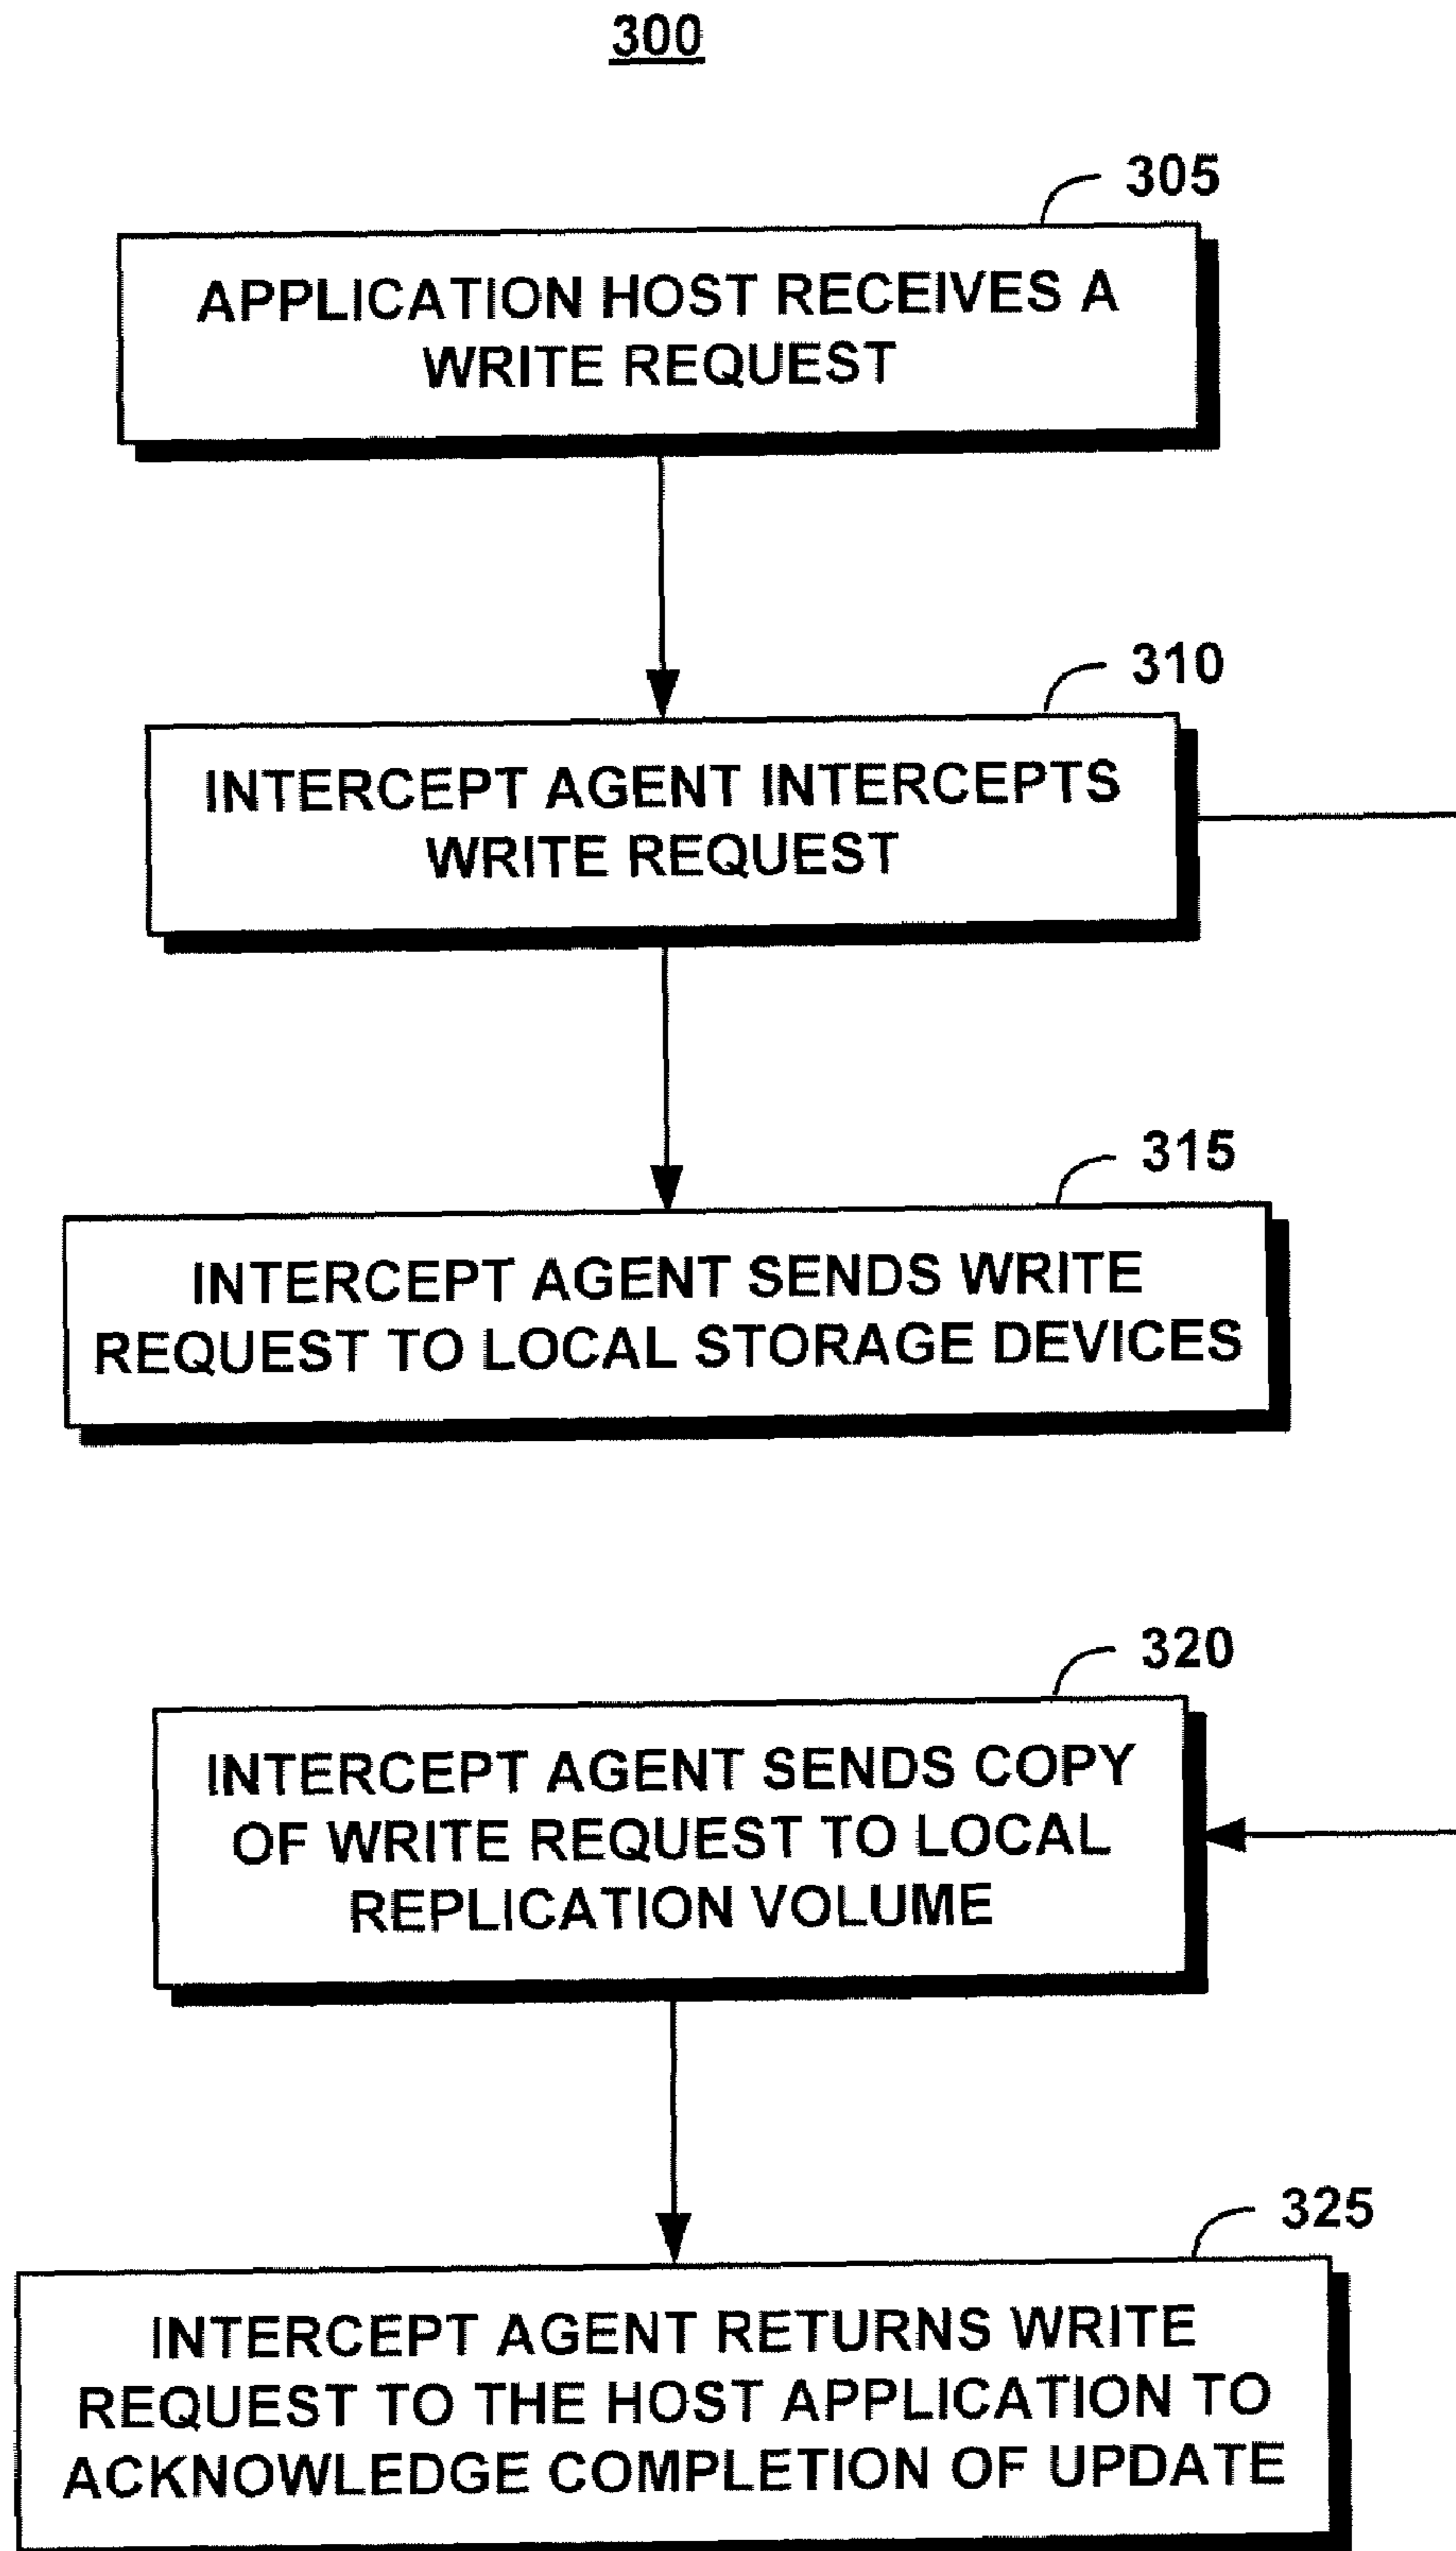 300
305
APPLICATION HOST RECEIVES A
WRITE REQUEST
310
INTERCEPT AGENT INTERCEPTS
WRITE REQUEST
315
INTERCEPT AGENT SENDS WRITE
REQUEST TO LOCAL STORAGE DEVICES
320
INTERCEPT AGENT SENDS COPY
OF WRITE REQUEST TO LOCAL
REPLICATION VOLUME
325
INTERCEPT AGENT RETURNS WRITE
REQUEST TO THE HOST APPLICATION TO
ACKNOWLEDGE COMPLETION OF UPDATE